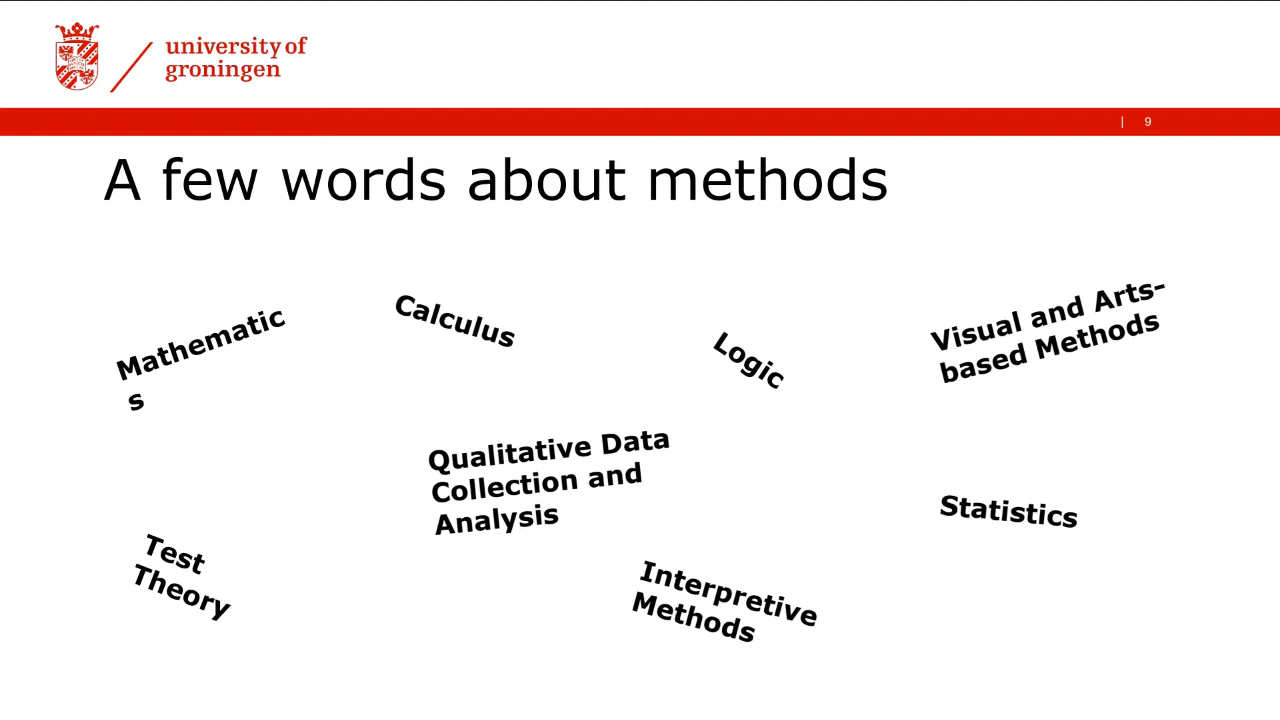 university of
groningen
| 9
A few words about methods
Mathematic
s
Calculus
Logic
Visual and Arts-
based Methods
Qualitative Data
Collection and
Analysis
Statistics
Test
Theory
Interpretive
Methods